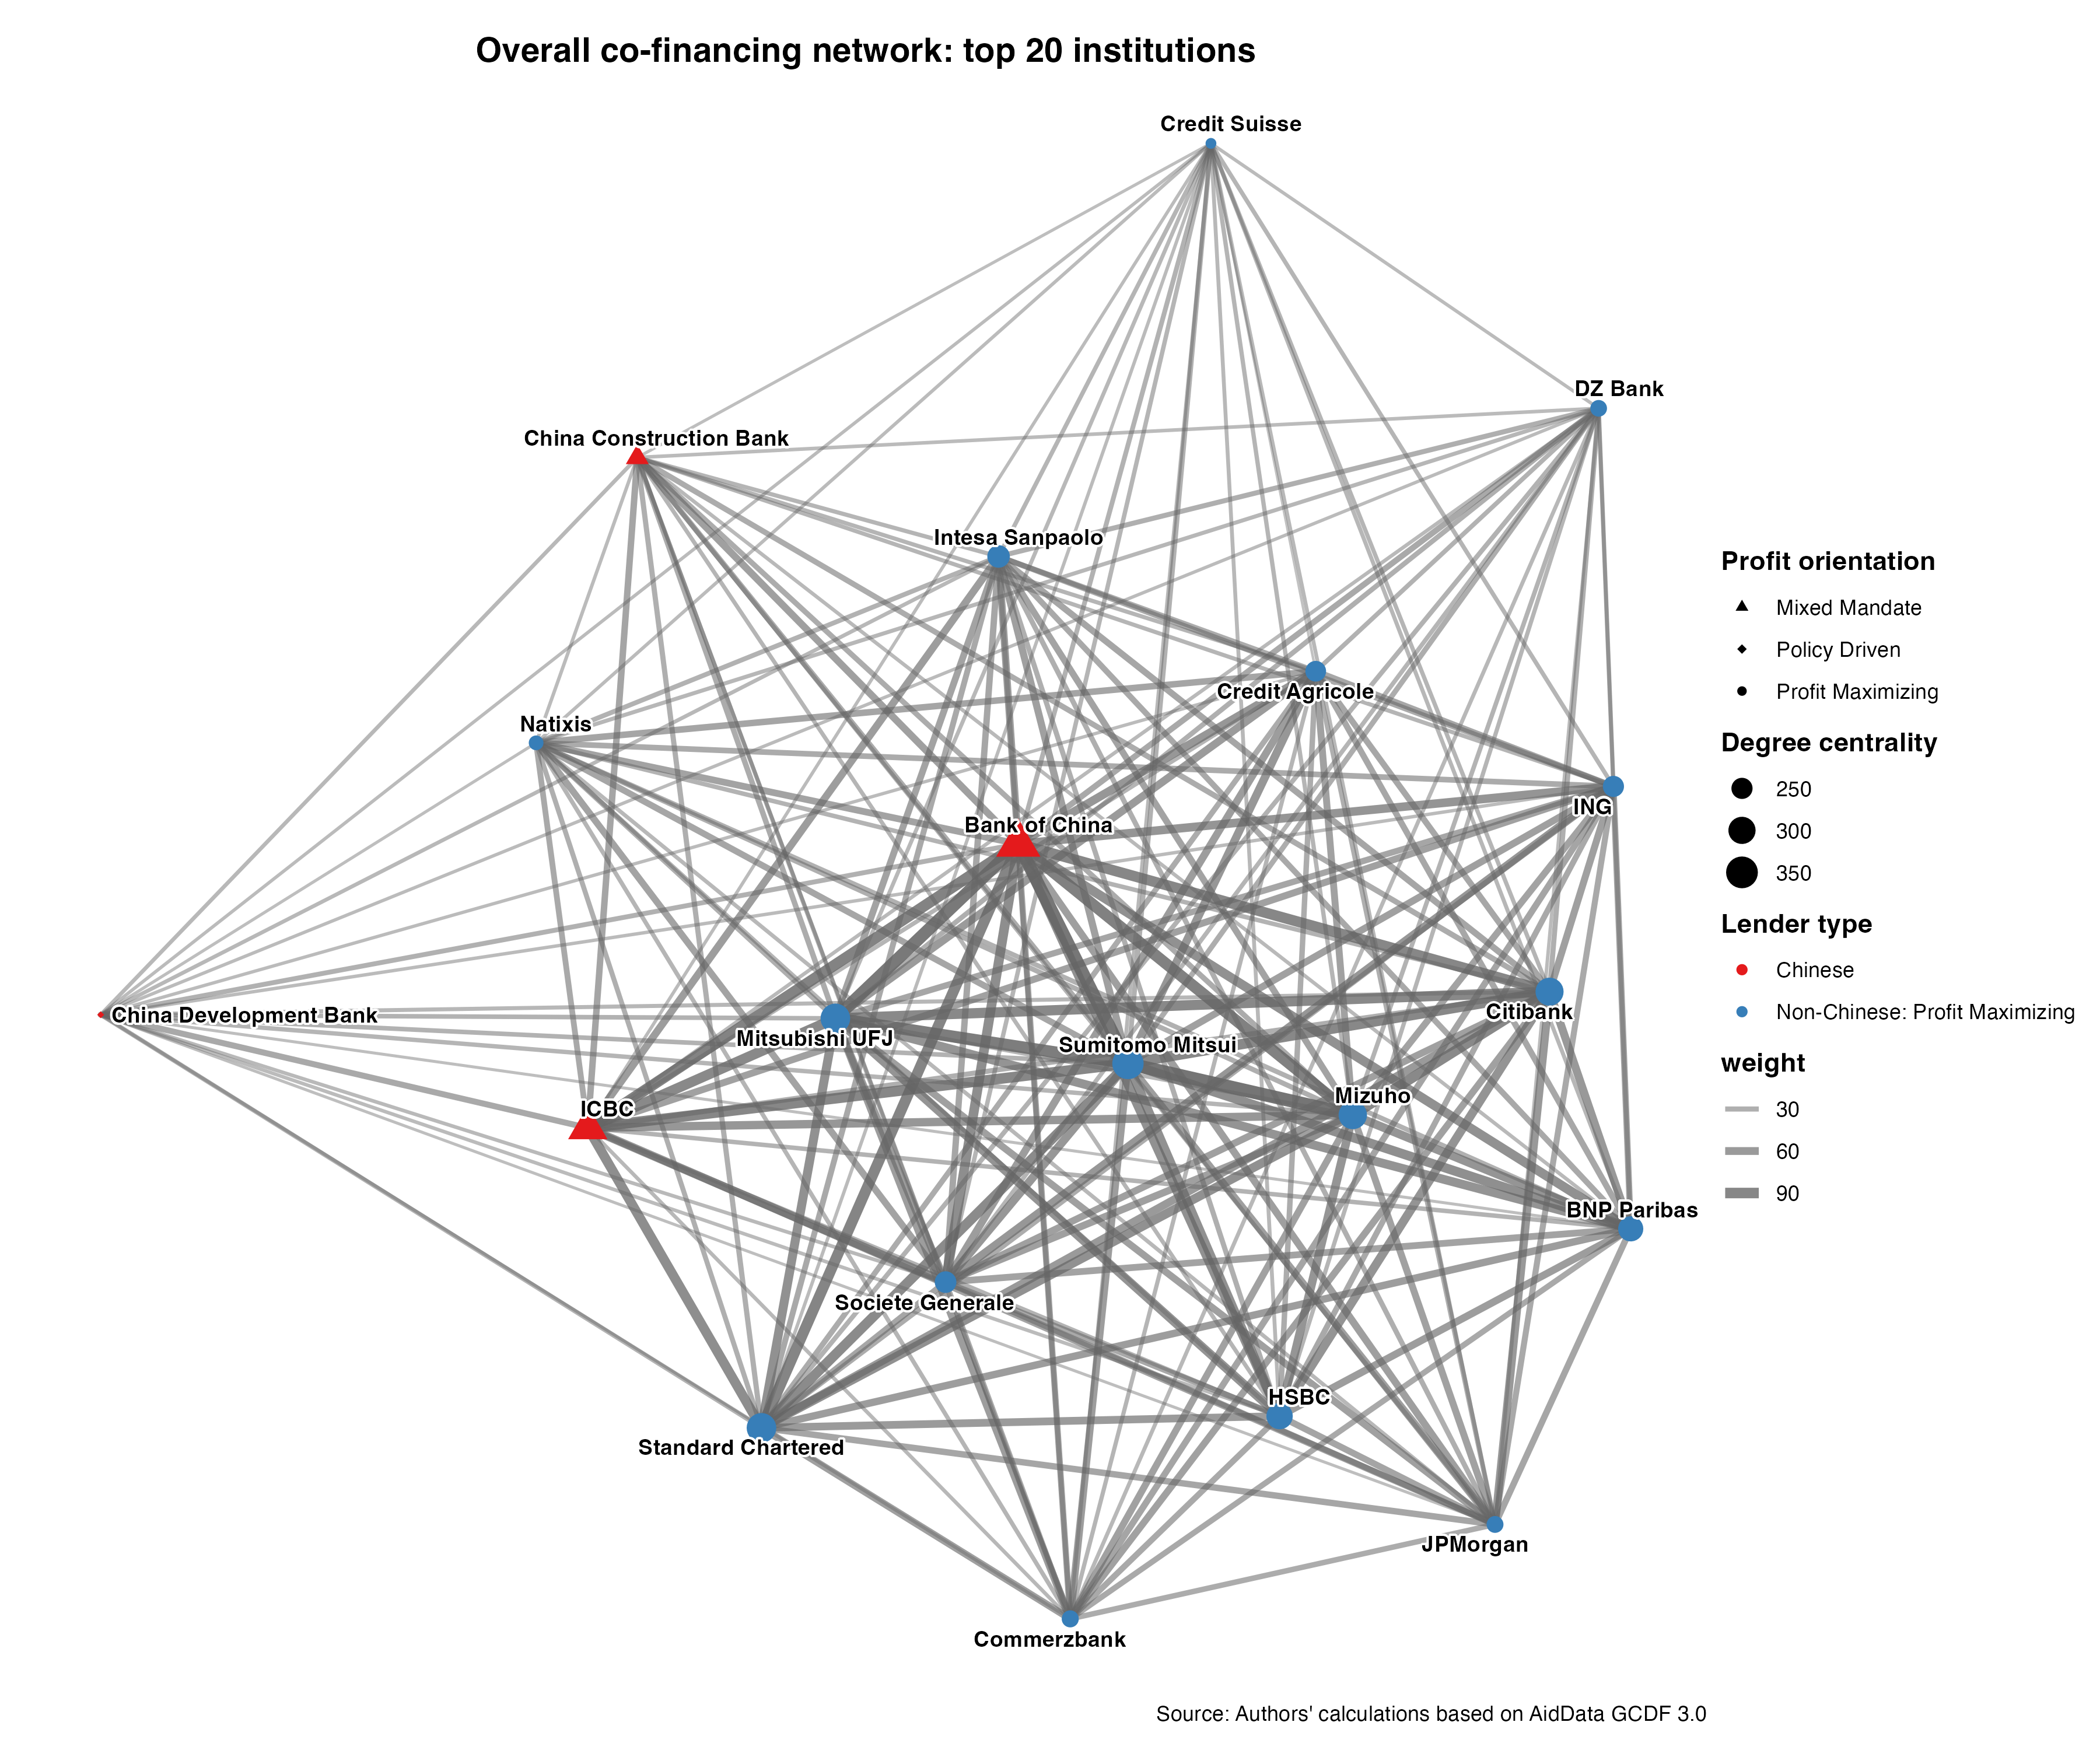 Overall co-financing network: top 20 institutions
Credit Suisse
DZ Bank
China Construction Bank
Intesa Sanpaolo
Credit Agricole
Natixis
ING
Bank of China
China Development Bank
Citibank
Mitsubishi UFJ
Sumitomo Mitsui
Mizuho
ICBC
BNP Paribas
Societe Generale
HSBC
Standard Chartered
JPMorgan
Commerzbank
Profit orientation
Mixed Mandate
Policy Driven
Profit Maximizing
Degree centrality
250
300
350
Lender type
Chinese
Non-Chinese: Profit Maximizing
weight
30
60
90
Source: Authors' calculations based on AidData GCDF 3.0